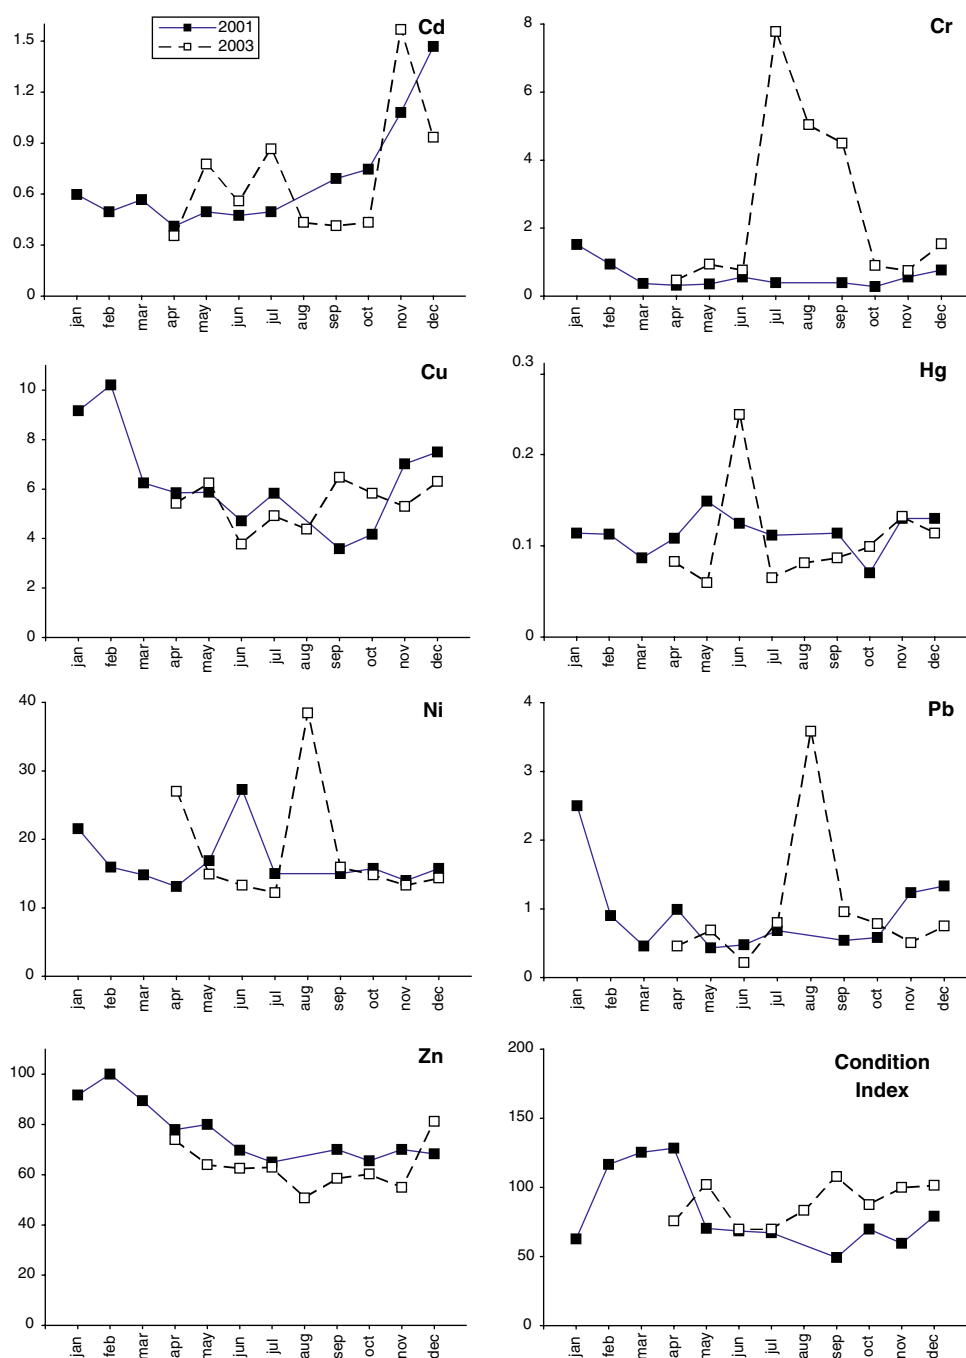 Cd
2001
2003
1.5
1.2
0.9
0.6
0.3
0
jan feb mar apr may jun jul aug sep oct nov dec
Cr
8
6
4
2
0
jan feb mar apr may jun jul aug sep oct nov dec
Cu
10
8
6
4
2
0
jan feb mar apr may jun jul aug sep oct nov dec
Hg
0.3
0.2
0.1
0
jan feb mar apr may jun jul aug sep oct nov dec
Ni
40
30
20
10
0
jan feb mar apr may jun jul aug sep oct nov dec
Pb
4
3
2
1
0
jan feb mar apr may jun jul aug sep oct nov dec
Zn
100
80
60
40
20
0
jan feb mar apr may jun jul aug sep oct nov dec
Condition
Index
200
150
100
50
0
jan feb mar apr may jun jul aug sep oct nov dec